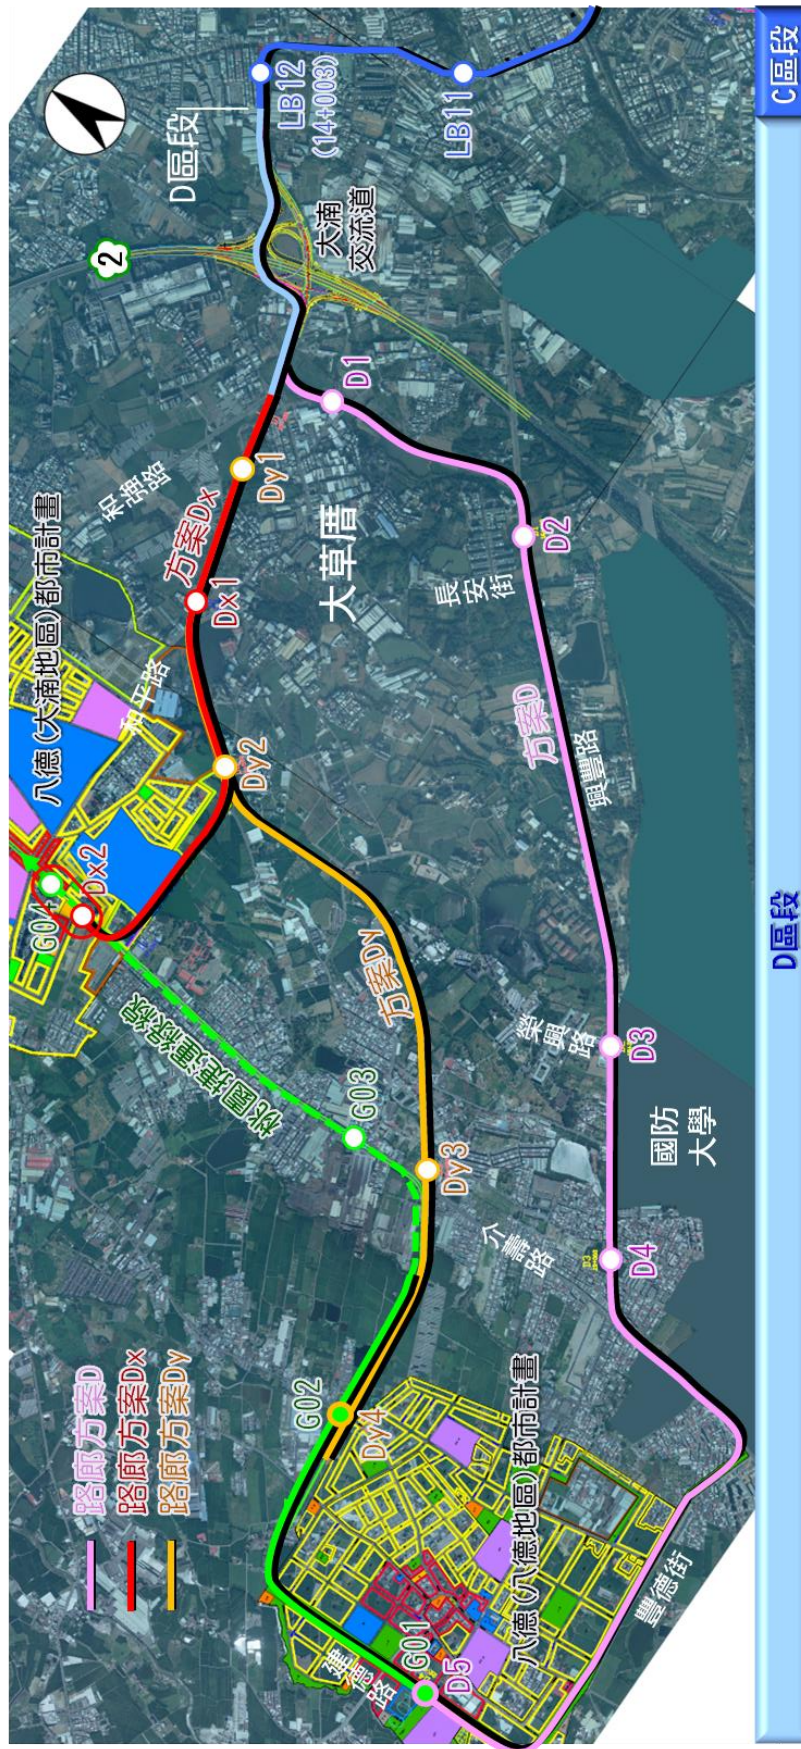 路廊方案D
路廊方案Dx
路廊方案Dy
G04
Dx2
八德(大湳地區)都市計畫
和平路
2
D區段
LB12
(14+003)
LB11
大湳
交流道
方案Dx
Dx1
Dy1
Dy2
桃園捷運綠線
G03
G02
Dy4
Dy3
方案Dy
大草厝
D1
D2
長安街
方案D
興豐路
榮興路
D3
國防
大學
介壽路
D4
建德路
G01
D5
八德(八德地區)都市計畫
豐德街
D區段
C區段